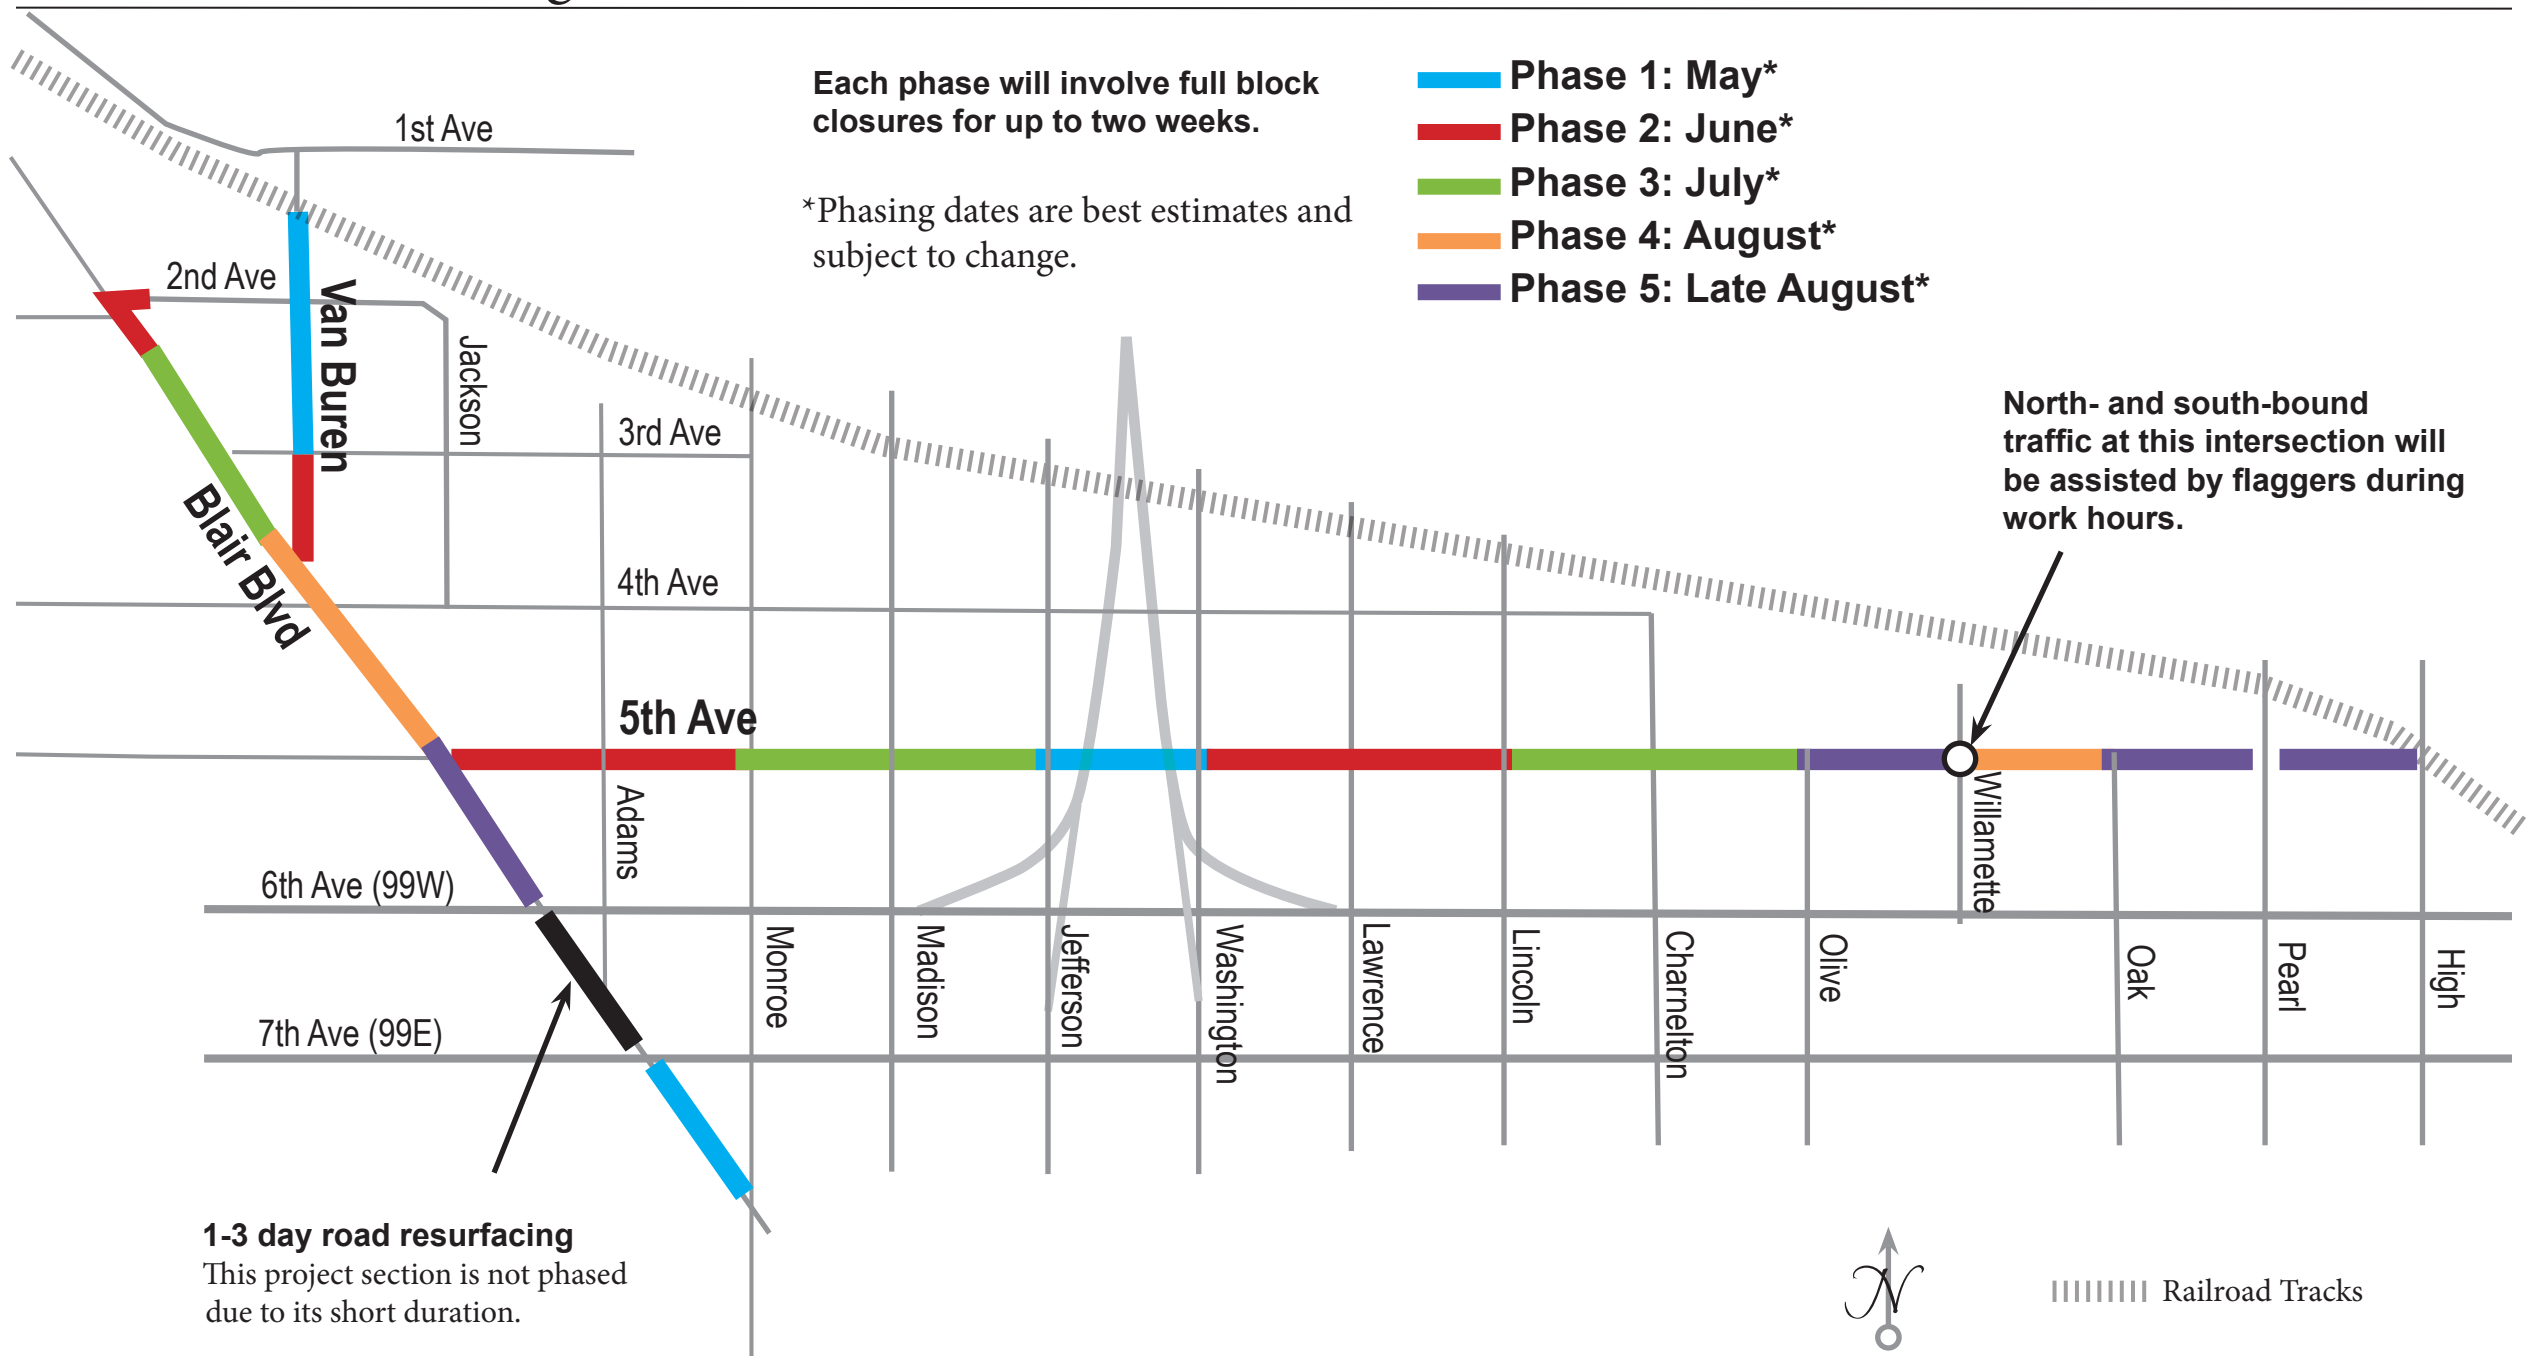 Each phase will involve full block
closures for up to two weeks.
*Phasing dates are best estimates and
subject to change.
Phase 1: May*
Phase 2: June*
Phase 3: July*
Phase 4: August*
Phase 5: Late August*
1st Ave
2nd Ave
Van Buren
Jackson
3rd Ave
North- and south-bound
traffic at this intersection will
be assisted by flaggers during
work hours.
Blair Blvd
4th Ave
5th Ave
Adams
Willamette
6th Ave (99W)
Monroe
Madison
Jefferson
Washington
Lawrence
Lincoln
Charnelton
Olive
Oak
Pearl
High
7th Ave (99E)
1-3 day road resurfacing
This project section is not phased
due to its short duration.
N
Railroad Tracks